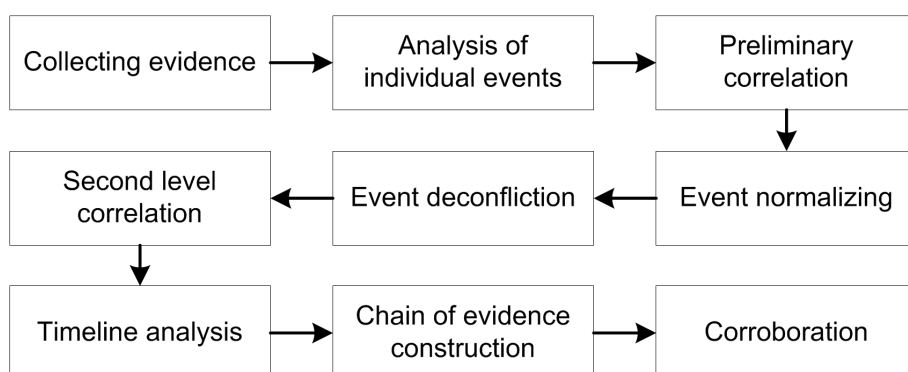 Collecting evidence
Analysis of
individual events
Preliminary
correlation
Second level
correlation
Event deconfliction
Event normalizing
Timeline analysis
Chain of evidence
construction
Corroboration